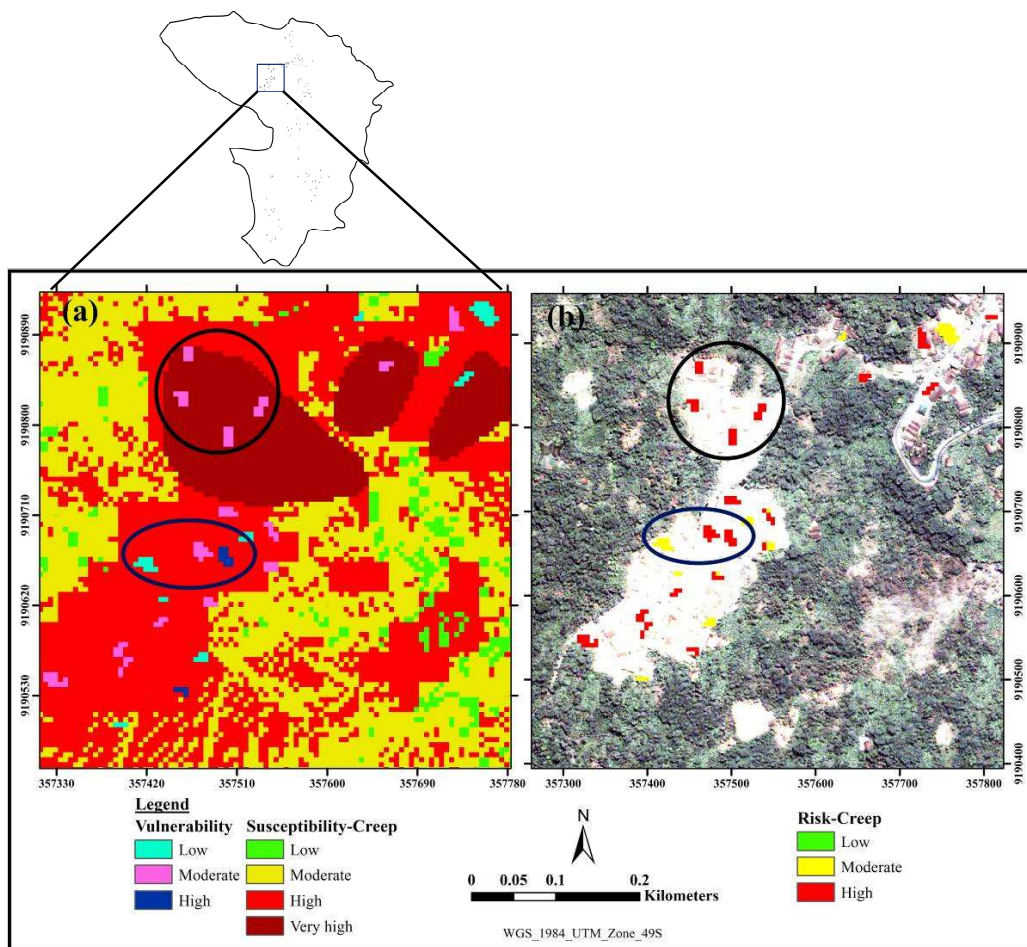 (a)
(b)
9190890
9190800
9190710
9190620
9190530
357330
357420
357510
357600
357690
357780
9190900
9190800
9190700
9190600
9190500
9190400
357300
357400
357500
357600
357700
357800
Legend
Vulnerability
Low
Moderate
High
Susceptibility-Creep
Low
Moderate
High
Very high
N
0 0.05 0.1 0.2
Kilometers
WGS_1984_UTM_Zone_49S
Risk-Creep
Low
Moderate
High